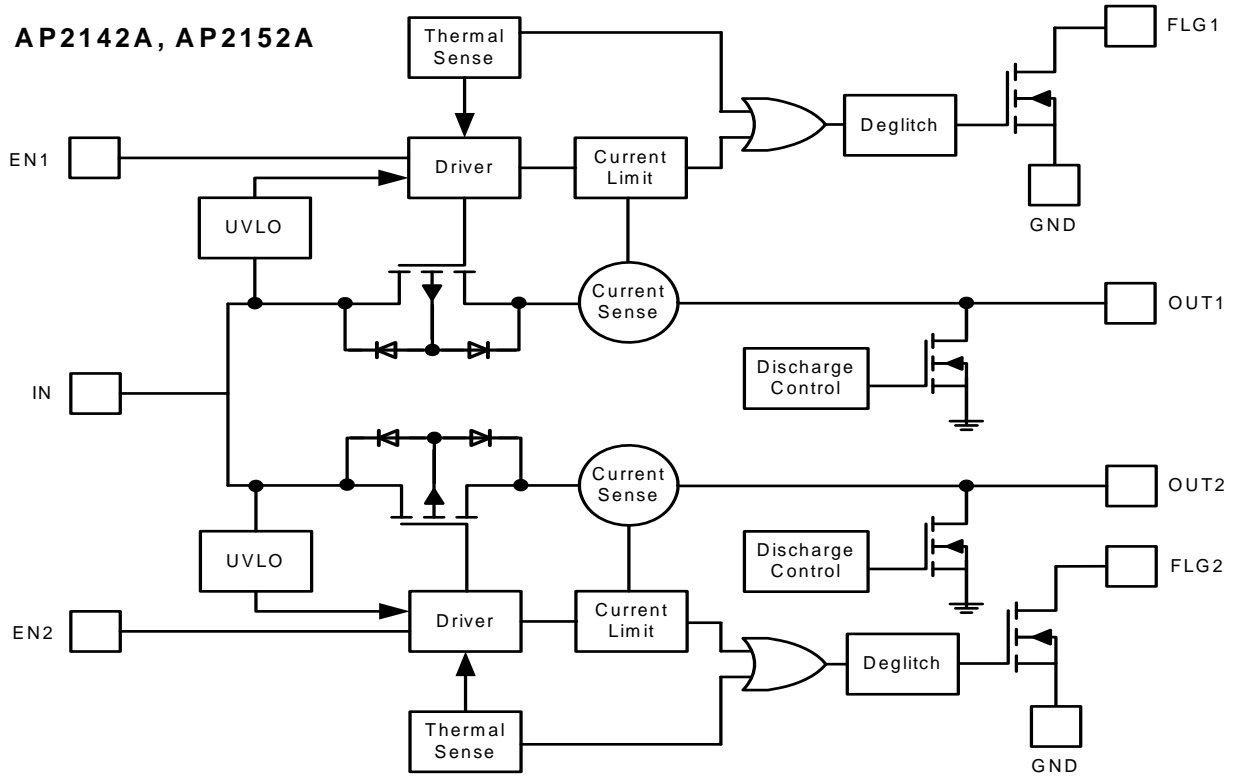 AP2142A, AP2152A
Thermal
Sense
FLG1
Deglitch
EN1
Driver
Current
Limit
UVLO
GND
Current
Sense
OUT1
Discharge
Control
IN
Current
Sense
OUT2
UVLO
Discharge
Control
FLG2
EN2
Driver
Current
Limit
Deglitch
Thermal
Sense
GND